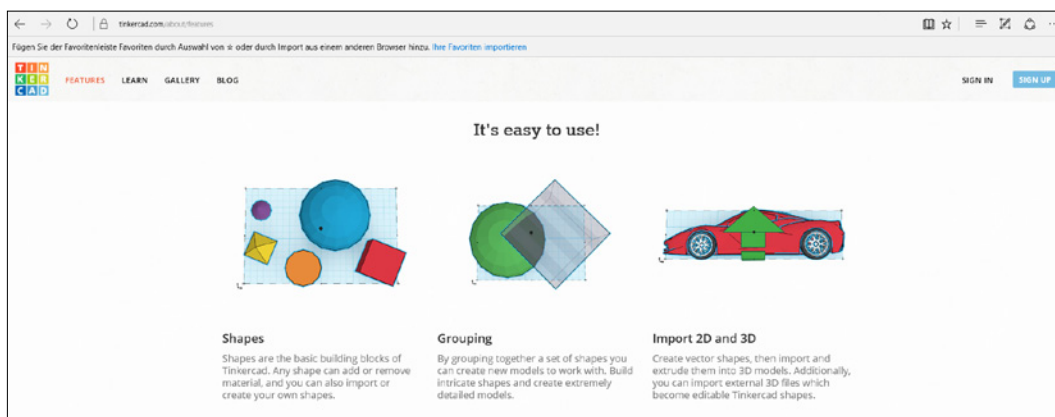 tinkercad.com/about/features
Fügen Sie der Favoritenleiste Favoriten durch Auswahl von ☆ oder durch Import aus einem anderen Browser hinzu. Ihre Favoriten importieren
TIN
KER
CAD
FEATURES LEARN GALLERY BLOG
SIGN IN SIGN UP
It's easy to use!
Shapes
Shapes are the basic building blocks of
Tinkercad. Any shape can add or remove
material, and you can also import or
create your own shapes.
Grouping
By grouping together a set of shapes you
can create new models to work with. Build
intricate shapes and create extremely
detailed models.
Import 2D and 3D
Create vector shapes, then import and
extrude them into 3D models. Additionally,
you can import external 3D files which
become editable Tinkercad shapes.